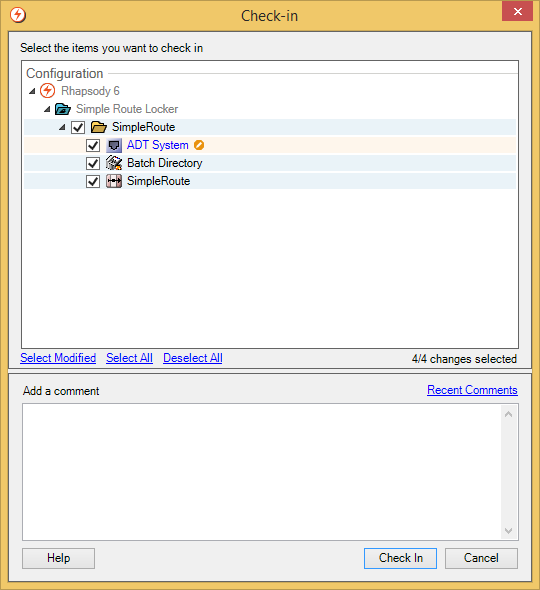 Check-in
Select the items you want to check in
Configuration
Rhapsody 6
Simple Route Locker
SimpleRoute
ADT System
Batch Directory
SimpleRoute
Select Modified Select All Deselect All 4/4 changes selected
Add a comment Recent Comments
Help Check In Cancel